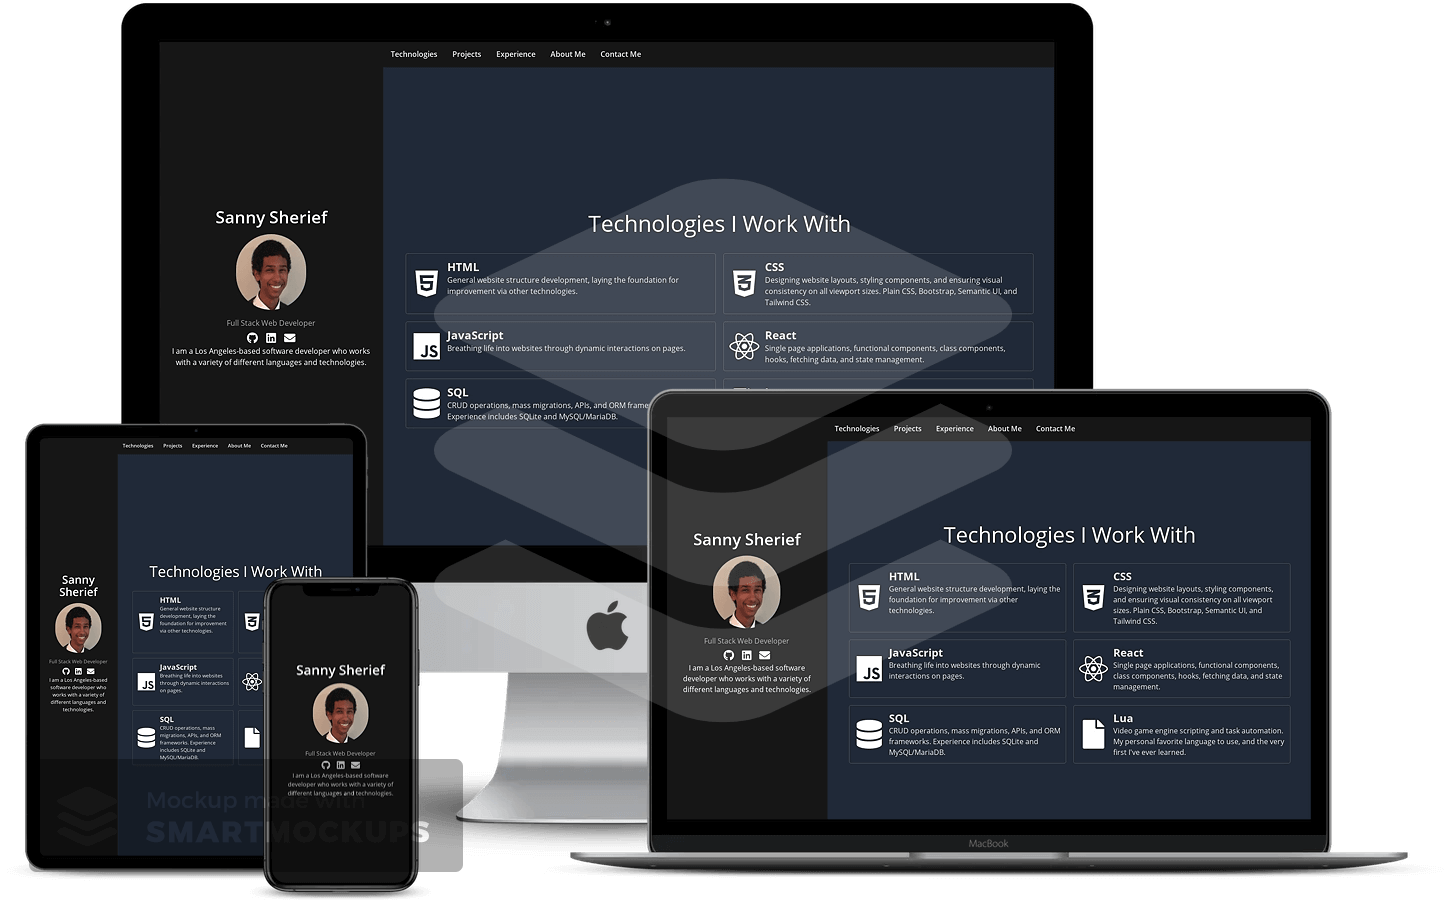 Technologies Projects Experience About Me Contact Me
Sanny Sherief
Full Stack Web Developer
I am a Los Angeles-based software developer who works
with a variety of different languages and technologies.
Technologies I Work With
HTML
General website structure development, laying the foundation for
improvement via other technologies.
CSS
Designing website layouts, styling components, and ensuring visual
consistency on all viewport sizes. Plain CSS, Bootstrap, Semantic UI, and
Tailwind CSS.
JS
JavaScript
Breathing life into websites through dynamic interactions on pages.
React
Single page applications, functional components, class components,
hooks, fetching data, and state management.
SQL
CRUD operations, mass migrations, APIs, and ORM frame
Experience includes SQLite and MySQL/MariaDB.
Technologies Projects Experience About Me Contact Me
Sanny
Sherief
Full Stack Web Developer
I am a Los Angeles-based
software developer who
works with a variety of
different languages and
technologies.
Technologies I Work With
HTML
General website structure
development, laying the
foundation for improvement
via other technologies.
JS
JavaScript
Breathing life into websites
through dynamic interactions
on pages.
SQL
CRUD operations, mass
migrations, APIs, and ORM
frameworks. Experience
includes SQLite and
MySQL/MariaDB.
Sanny Sherief
Full Stack Web Developer
I am a Los Angeles-based software
developer who works with a variety of
different languages and technologies.
Mockup made with
SMARTMOCKUPS
Technologies Projects Experience About Me Contact Me
Sanny Sherief
Full Stack Web Developer
I am a Los Angeles-based software
developer who works with a variety of
different languages and technologies.
Technologies I Work With
HTML
General website structure development, laying the
foundation for improvement via other
technologies.
CSS
Designing website layouts, styling components,
and ensuring visual consistency on all viewport
sizes. Plain CSS, Bootstrap, Semantic UI, and
Tailwind CSS.
JS
JavaScript
Breathing life into websites through dynamic
interactions on pages.
React
Single page applications, functional components,
class components, hooks, fetching data, and state
management.
SQL
CRUD operations, mass migrations, APIs, and ORM
frameworks. Experience includes SQLite and
MySQL/MariaDB.
Lua
Video game engine scripting and task automation.
My personal favorite language to use, and the very
first I've ever learned.
MacBook